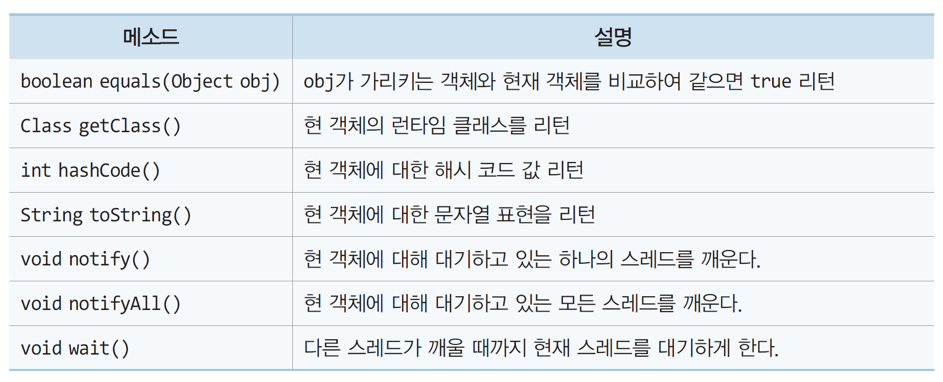 메소드 설명
boolean equals(Object obj) obj가 가리키는 객체와 현재 객체를 비교하여 같으면 true 리턴
Class getClass() 현 객체의 런타임 클래스를 리턴
int hashCode() 현 객체에 대한 해시 코드 값 리턴
String toString() 현 객체에 대한 문자열 표현을 리턴
void notify() 현 객체에 대해 대기하고 있는 하나의 스레드를 깨운다.
void notifyAll() 현 객체에 대해 대기하고 있는 모든 스레드를 깨운다.
void wait() 다른 스레드가 깨울 때까지 현재 스레드를 대기하게 한다.